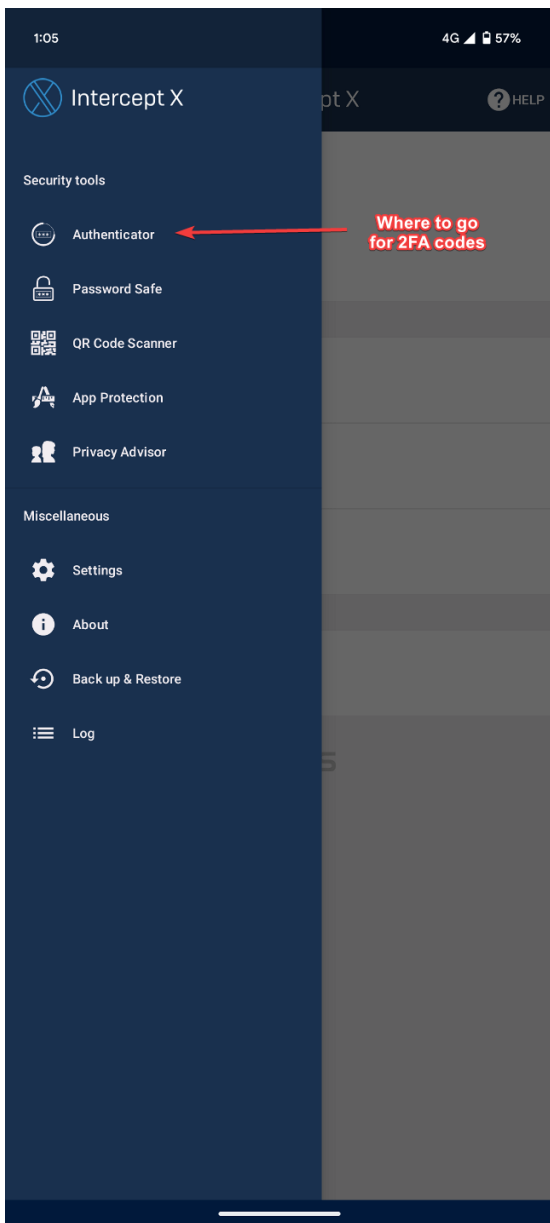 1:05
4G 57%
Intercept X
pt X
HELP
Security tools
Authenticator
Where to go
for 2FA codes
Password Safe
QR Code Scanner
App Protection
Privacy Advisor
Miscellaneous
Settings
About
Back up & Restore
Log
S